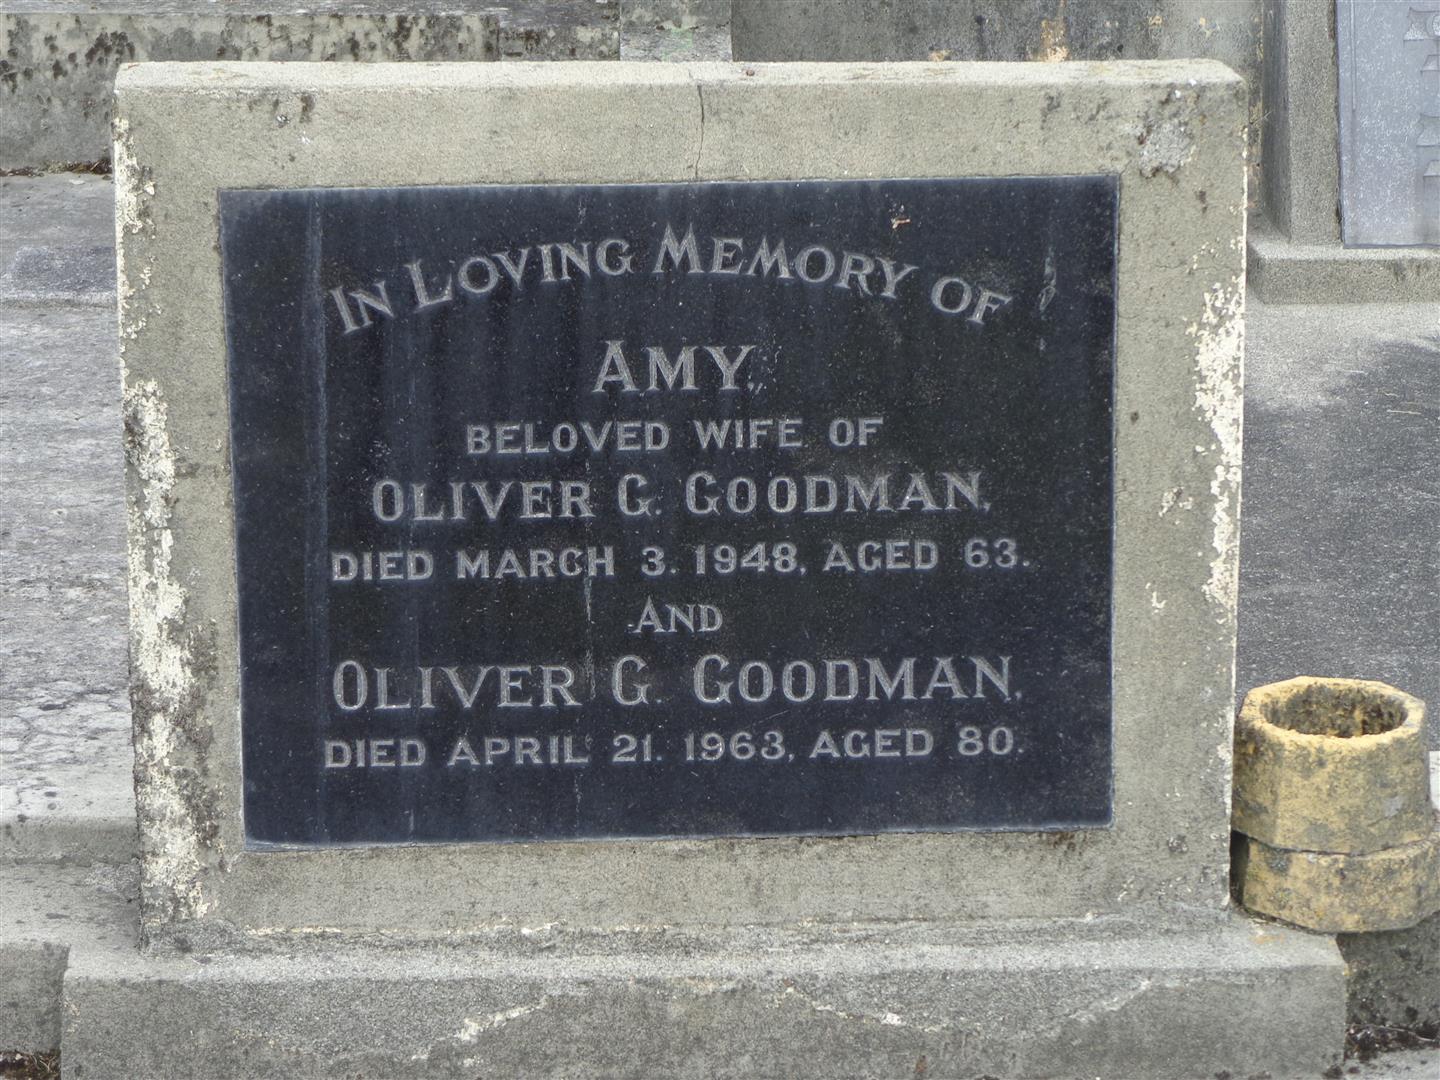 IN LOVING MEMORY OF
AMY,
BELOVED WIFE OF
OLIVER G. GOODMAN,
DIED MARCH 3. 1948, AGED 63.
AND
OLIVER G. GOODMAN,
DIED APRIL 21. 1963, AGED 80.